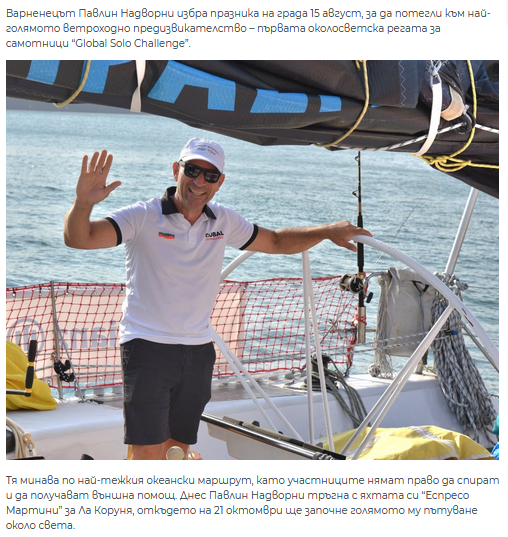 Варненецът Павлин Надворни избра празника на града 15 август, за да потегли към най-
голямото ветроходно предизвикателство – първата околосветска регата за
самотници “Global Solo Challenge”.
Тя минава по най-тежкия океански маршрут, като участниците нямат право да спират
и да получават външна помощ. Днес Павлин Надворни тръгна с яхтата си “Еспресо
Мартини” за Ла Коруня, откъдето на 21 октомври ще започне голямото му пътуване
около света.